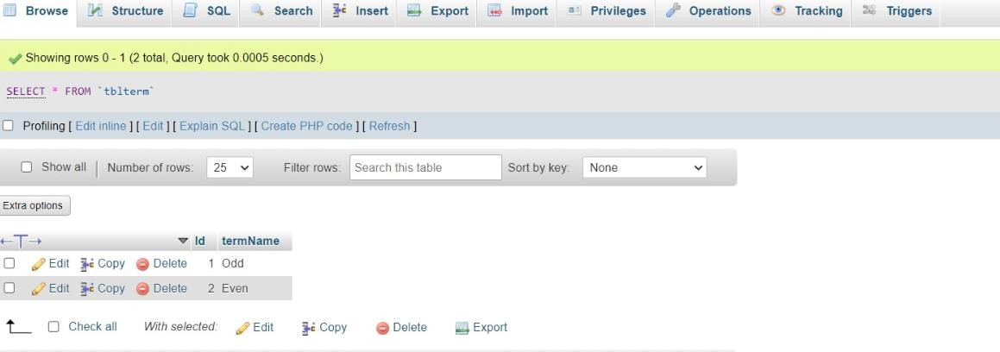 Browse Structure SQL Search Insert Export Import Privileges Operations Tracking Triggers
Showing rows 0 - 1 (2 total, Query took 0.0005 seconds.)
SELECT * FROM `tblterm`
Profiling [ Edit inline ] [ Edit ] [ Explain SQL ] [ Create PHP code ] [ Refresh ]
Show all | Number of rows: 25 Filter rows: Search this table Sort by key: None
Extra options
←T→ Id termName
Edit Copy Delete 1 Odd
Edit Copy Delete 2 Even
Check all With selected: Edit Copy Delete Export